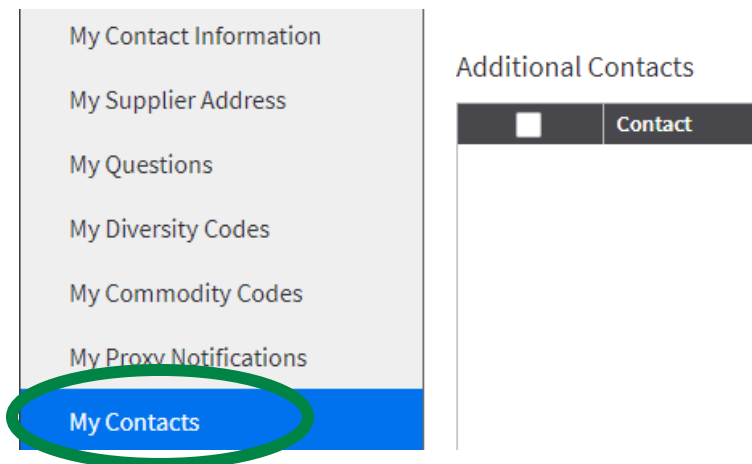 My Contact Information
My Supplier Address
My Questions
My Diversity Codes
My Commodity Codes
My Proxy Notifications
My Contacts
Additional Contacts
Contact